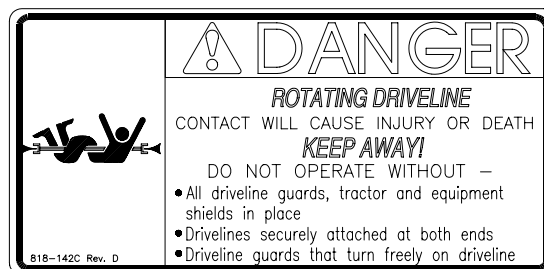 DANGER
ROTATING DRIVELINE
CONTACT WILL CAUSE INJURY OR DEATH
KEEP AWAY!
DO NOT OPERATE WITHOUT –
• All driveline guards, tractor and equipment
shields in place
• Drivelines securely attached at both ends
• Driveline guards that turn freely on driveline
818-142C Rev. D